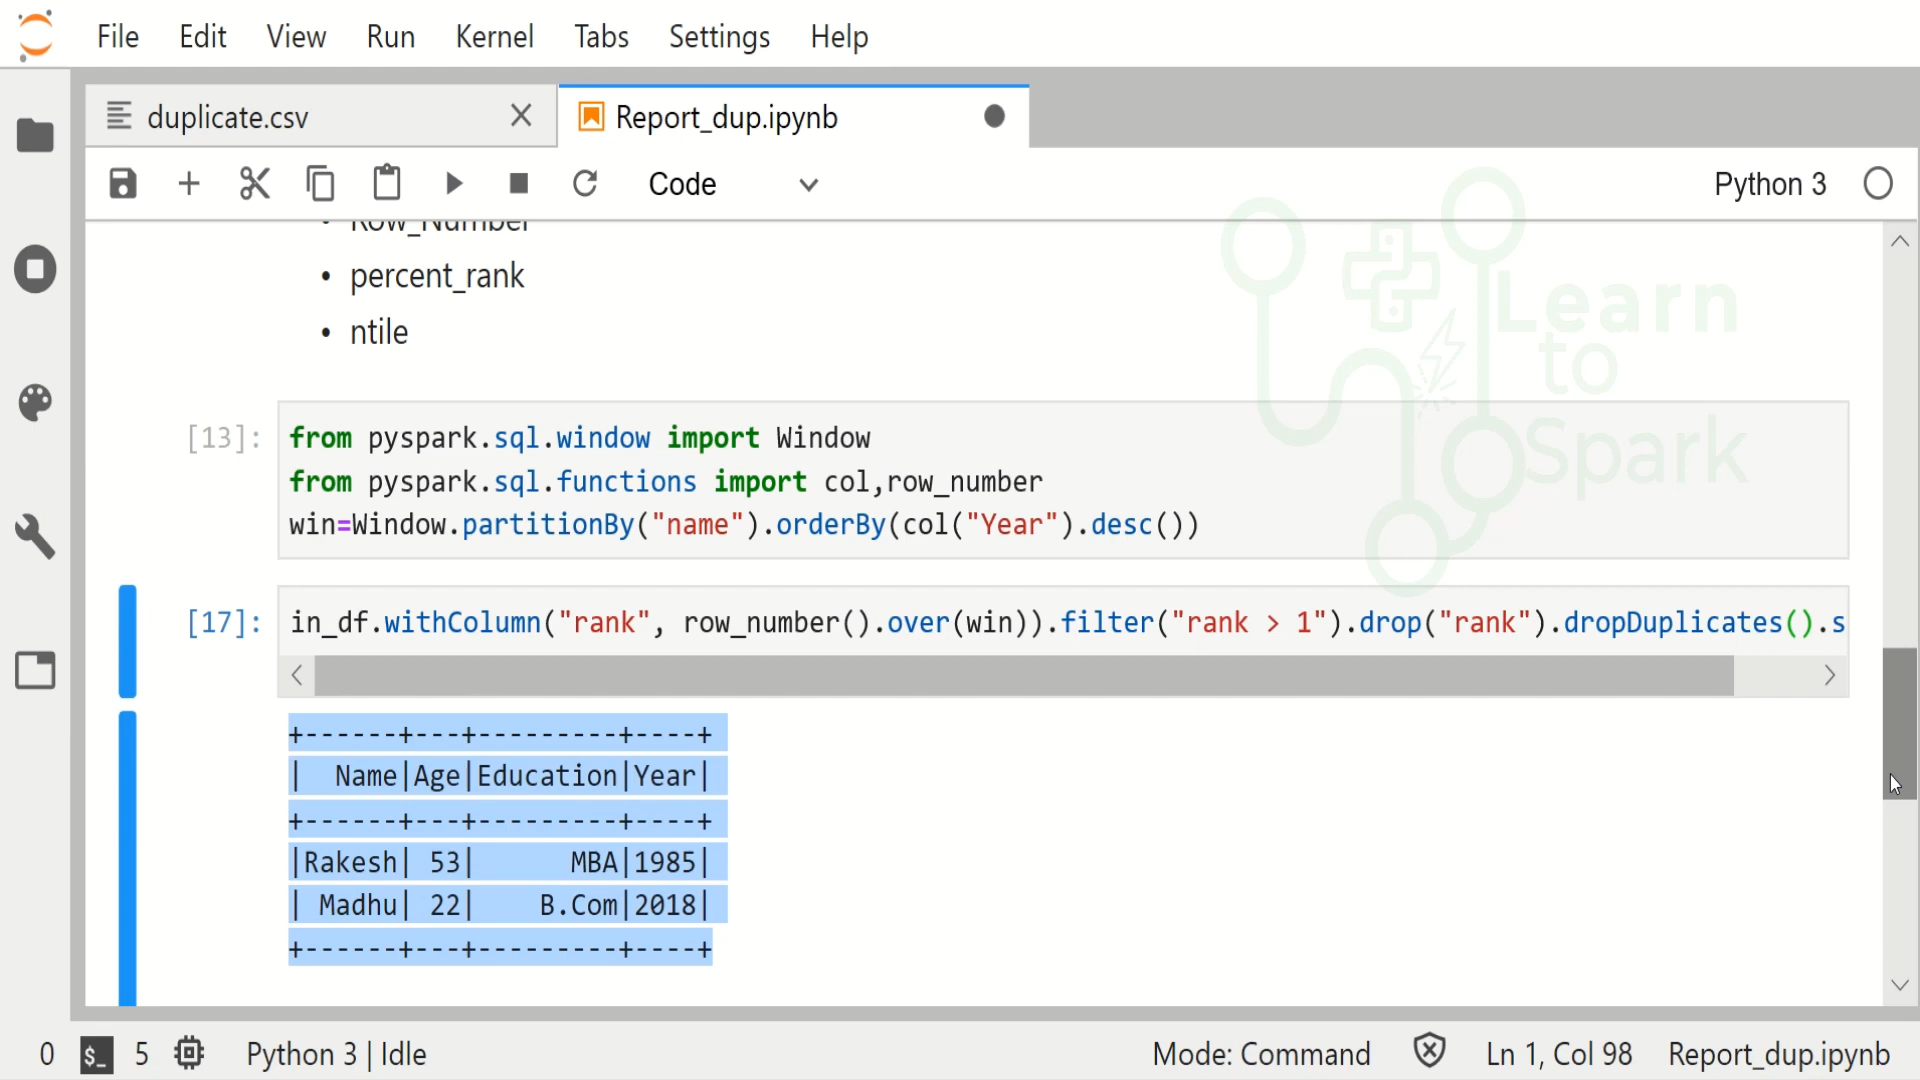 File Edit View Run Kernel Tabs Settings Help
duplicate.csv Report_dup.ipynb
Code Python 3
• Row_Number
• percent_rank
• ntile
Learn
to
Spark
[13]: from pyspark.sql.window import Window
from pyspark.sql.functions import col,row_number
win=Window.partitionBy("name").orderBy(col("Year").desc())
[17]: in_df.withColumn("rank", row_number().over(win)).filter("rank > 1").drop("rank").dropDuplicates().s
+------+---+---------+----+
|  Name|Age|Education|Year|
+------+---+---------+----+
|Rakesh| 53|      MBA|1985|
| Madhu| 22|    B.Com|2018|
+------+---+---------+----+
0 $_ 5 Python 3 | Idle Mode: Command Ln 1, Col 98 Report_dup.ipynb